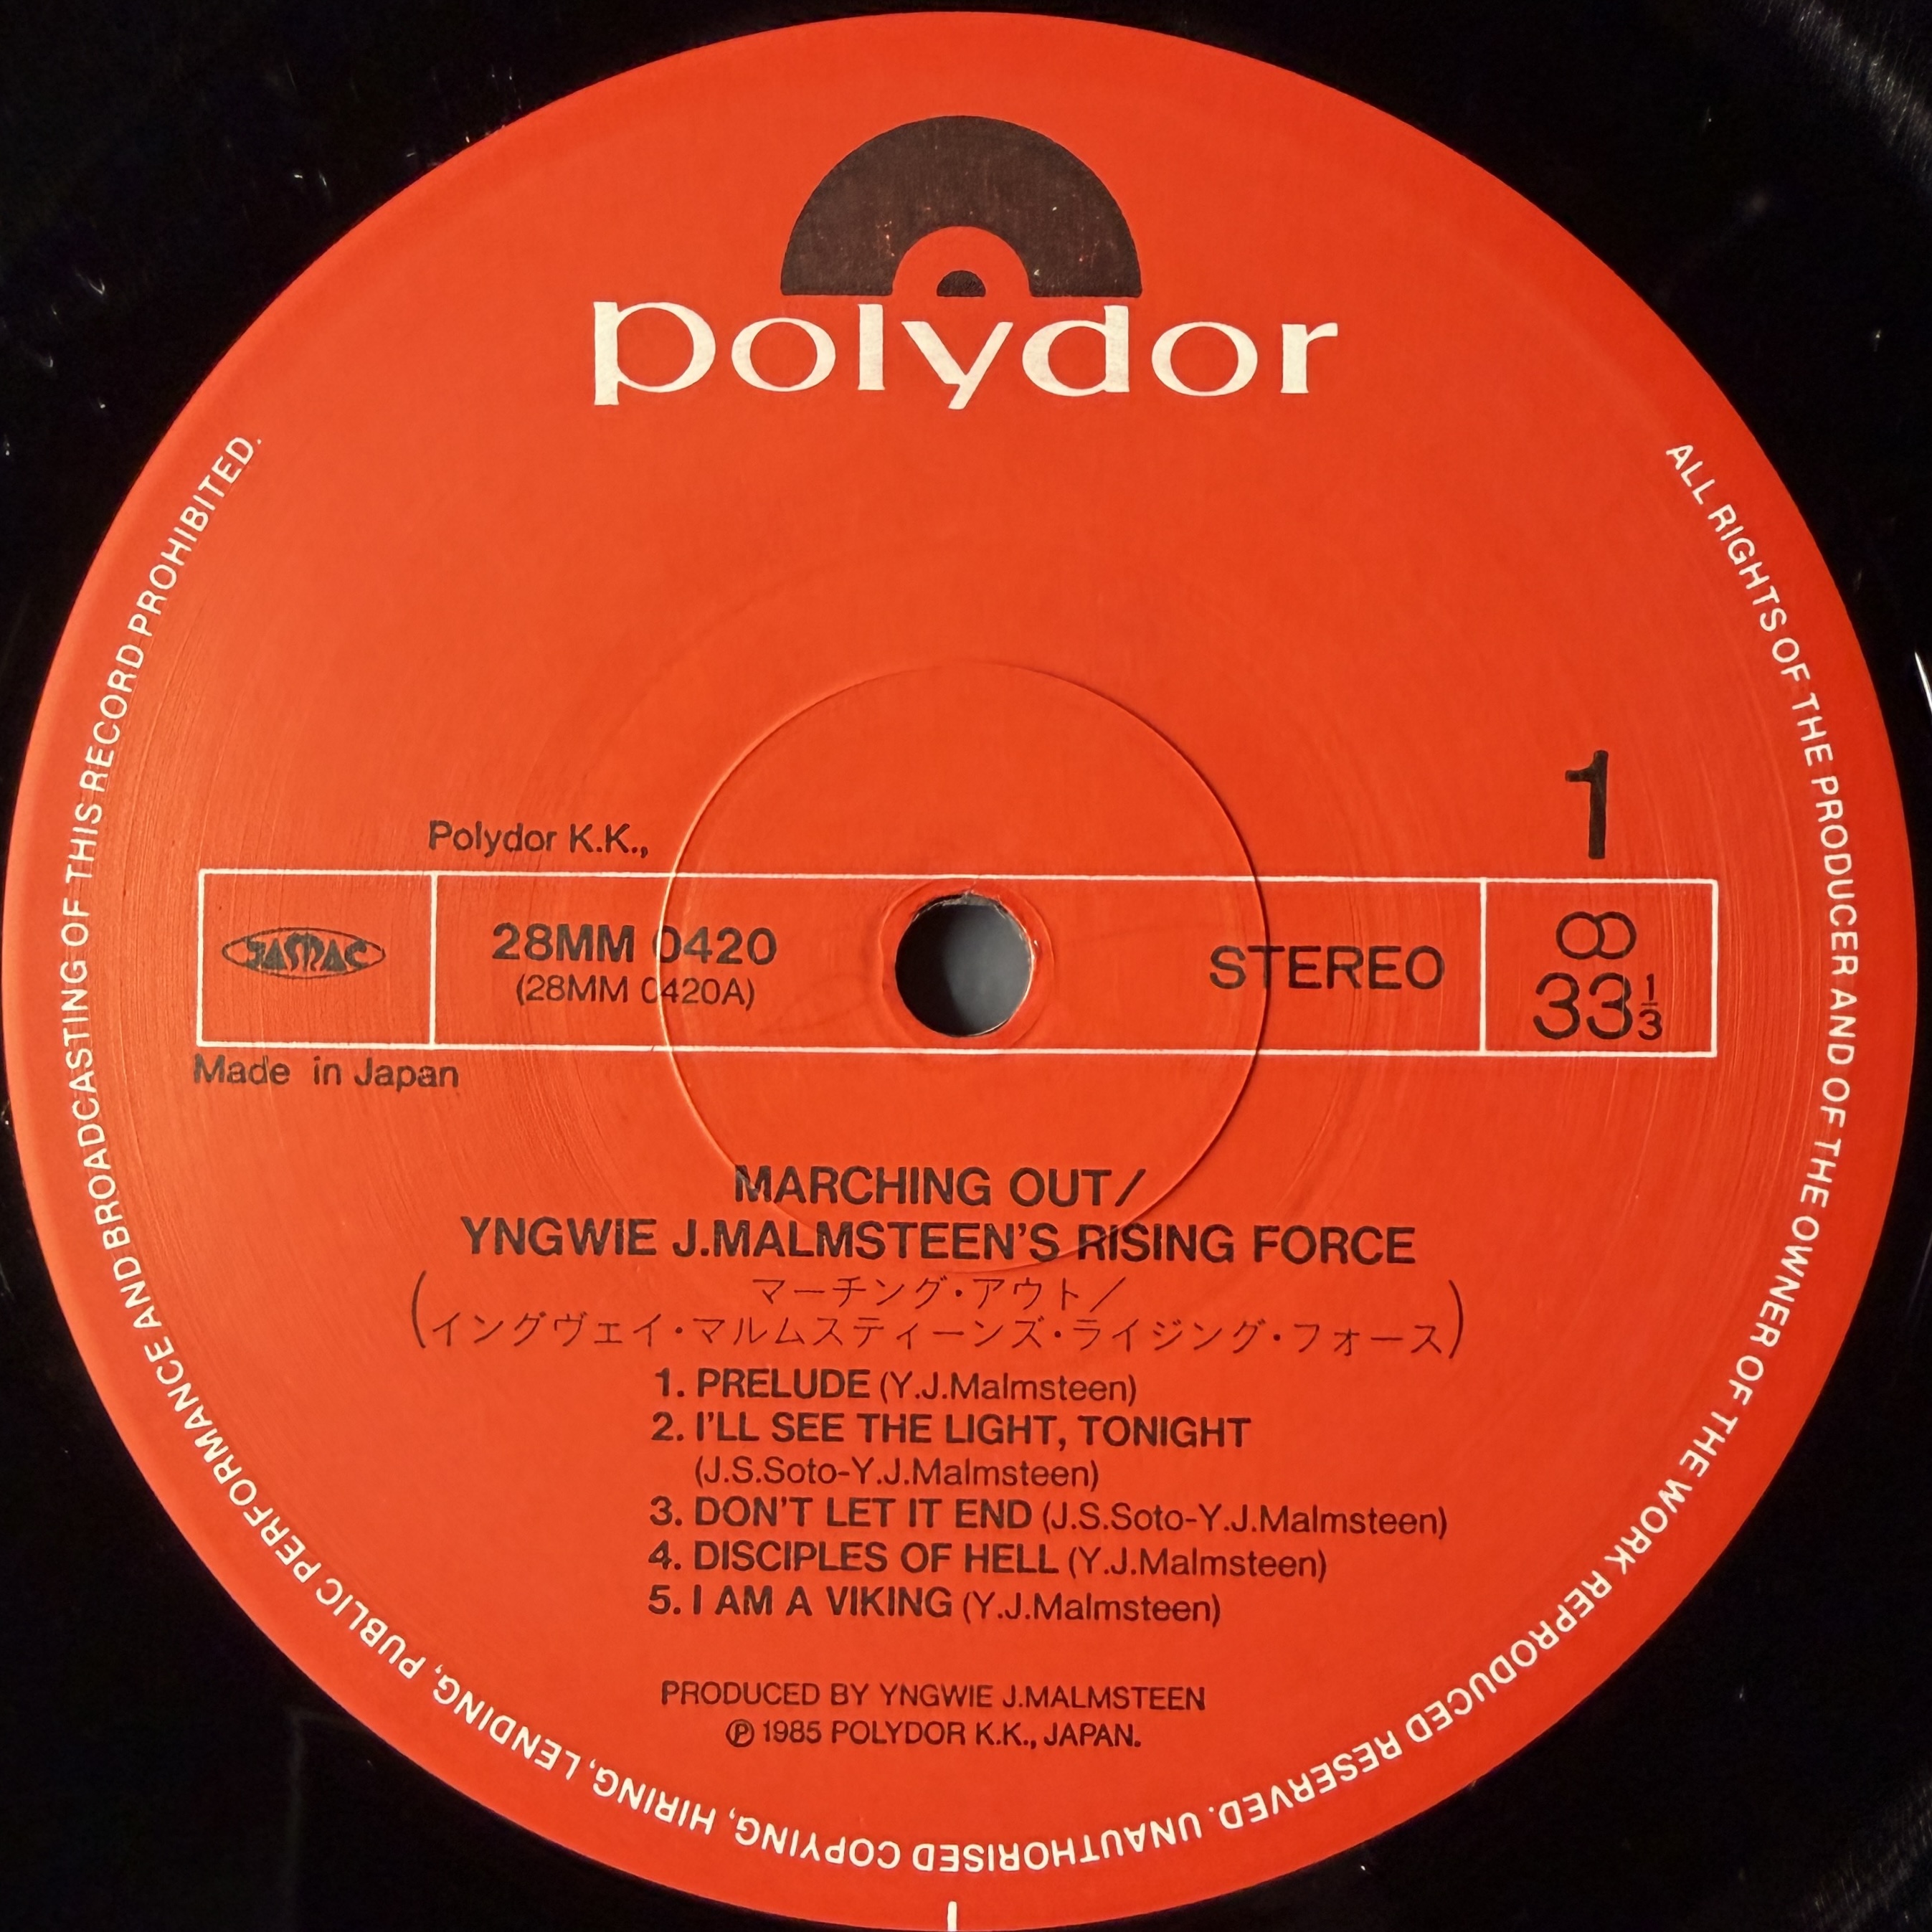 polydor
1
Polydor K.K.,
JASRAC
28MM 0420
(28MM 0420A)
STEREO
33 1/3
Made in Japan
MARCHING OUT/
YNGWIE J.MALMSTEEN'S RISING FORCE
(マーチング・アウト/
イングヴェイ・マルムスティーンズ・ライジング・フォース)
1. PRELUDE (Y.J.Malmsteen)
2. I'LL SEE THE LIGHT, TONIGHT
(J.S.Soto-Y.J.Malmsteen)
3. DON'T LET IT END (J.S.Soto-Y.J.Malmsteen)
4. DISCIPLES OF HELL (Y.J.Malmsteen)
5. I AM A VIKING (Y.J.Malmsteen)
PRODUCED BY YNGWIE J.MALMSTEEN
℗ 1985 POLYDOR K.K., JAPAN.
ALL RIGHTS OF THE PRODUCER AND OF THE OWNER OF THE WORK REPRODUCED RESERVED. UNAUTHORISED COPYING, HIRING, LENDING, PUBLIC PERFORMANCE AND BROADCASTING OF THIS RECORD PROHIBITED.